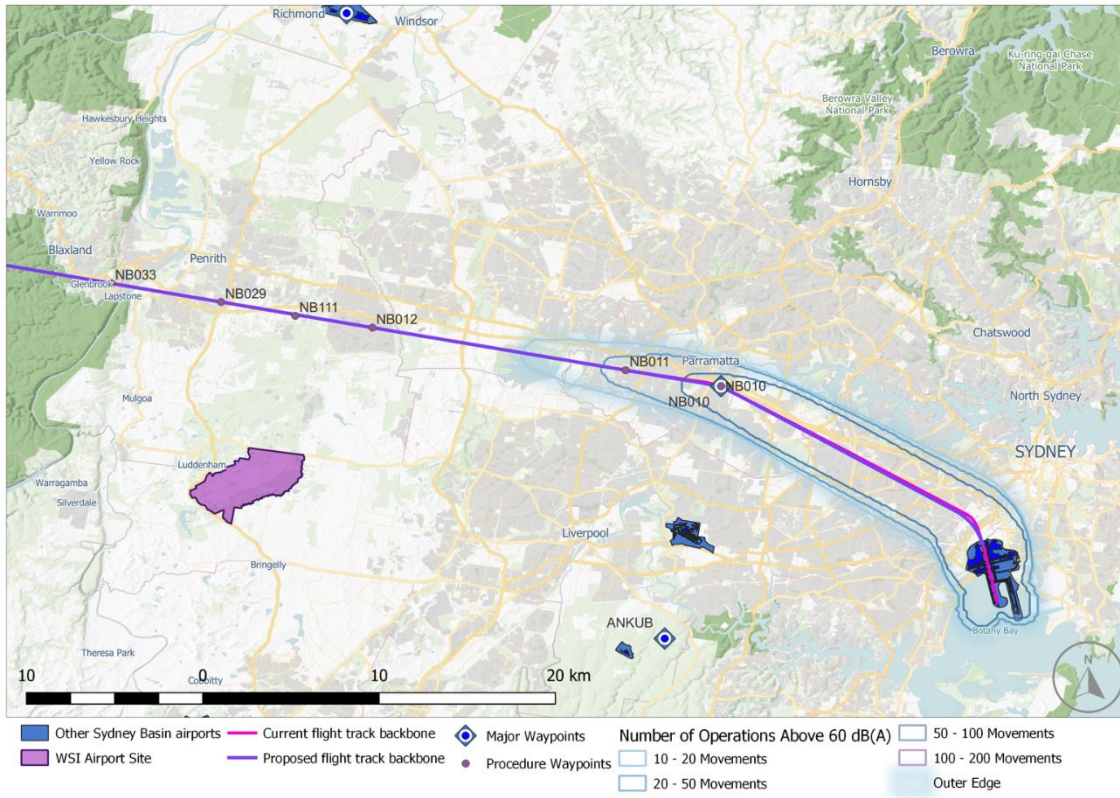 Richmond
Windsor
Berowra
Ku-ring-gai Chase
National Park
Berowra Valley
National Park
Hawkesbury Heights
Yellow Rock
Hornsby
Warrimoo
Blaxland
Penrith
Glenbrook
NB033
Lapstone
NB029
NB111
NB012
Chatswood
Parramatta
NB011
NB010
NB010
North Sydney
Mulgoa
SYDNEY
Luddenham
Warragamba
Silverdale
Liverpool
Bringelly
ANKUB
Botany Bay
Theresa Park
Cobbitty
N
10 0 10 20 km
Other Sydney Basin airports
WSI Airport Site
Current flight track backbone
Proposed flight track backbone
Major Waypoints
Procedure Waypoints
Number of Operations Above 60 dB(A)
10 - 20 Movements
20 - 50 Movements
50 - 100 Movements
100 - 200 Movements
Outer Edge